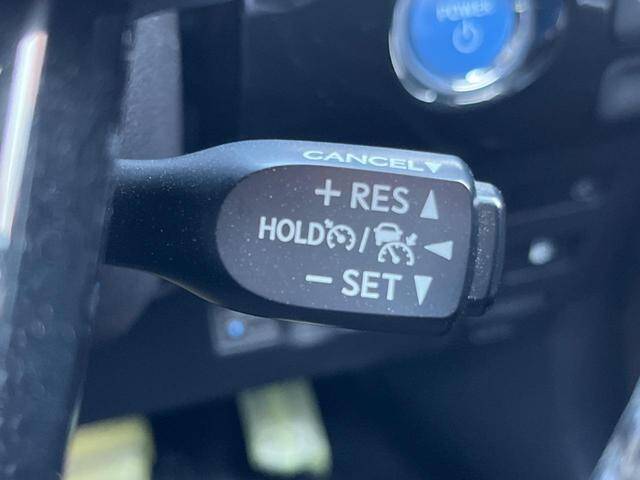 POWER
CANCEL▼
+ RES ▲
HOLD / ◀
− SET ▼